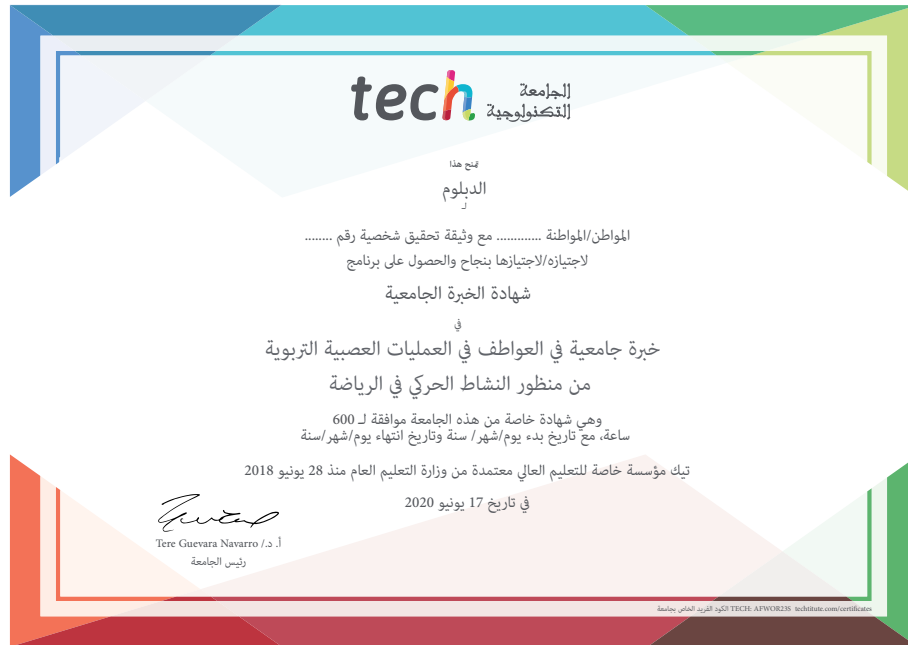 tech الجامعة
التكنولوجية
تمنح هذا
الدبلوم
لـ
المواطن/المواطنة ............. مع وثيقة تحقيق شخصية رقم ........
لاجتيازه/لاجتيازها بنجاح والحصول على برنامج
شهادة الخبرة الجامعية
في
خبرة جامعية في العواطف في العمليات العصبية التربوية
من منظور النشاط الحركي في الرياضة
وهي شهادة خاصة من هذه الجامعة موافقة لـ 600
ساعة، مع تاريخ بدء يوم/شهر/ سنة وتاريخ انتهاء يوم/شهر/سنة
تيك مؤسسة خاصة للتعليم العالي معتمدة من وزارة التعليم العام منذ 28 يونيو 2018
في تاريخ 17 يونيو 2020
أ. د./ Tere Guevara Navarro
رئيس الجامعة
الكود الفريد الخاص بجامعة TECH: AFWOR23S techtitute.com/certificates